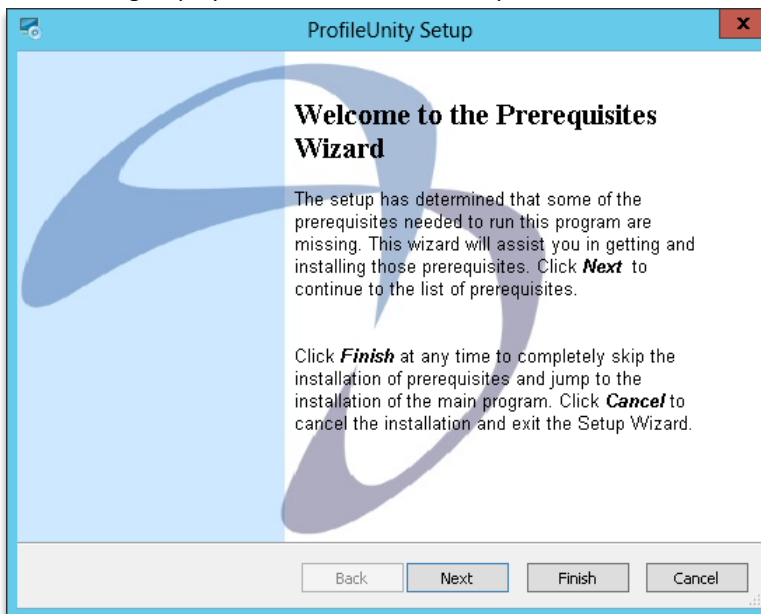 ProfileUnity Setup
x
Welcome to the Prerequisites
Wizard
The setup has determined that some of the
prerequisites needed to run this program are
missing. This wizard will assist you in getting and
installing those prerequisites. Click Next to
continue to the list of prerequisites.
Click Finish at any time to completely skip the
installation of prerequisites and jump to the
installation of the main program. Click Cancel to
cancel the installation and exit the Setup Wizard.
Back Next Finish Cancel